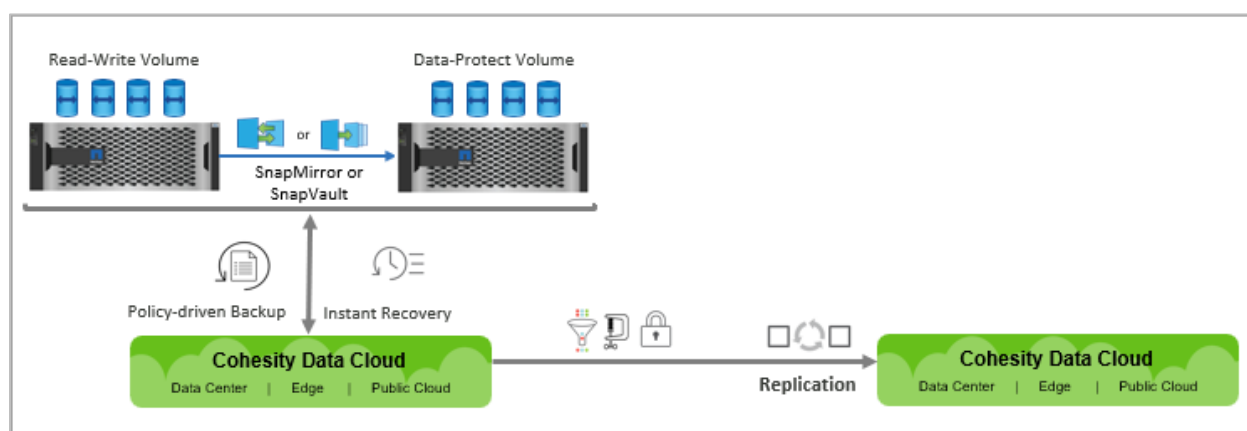 Read-Write Volume
Data-Protect Volume
or
SnapMirror or
SnapVault
Policy-driven Backup
Instant Recovery
Cohesity Data Cloud
Data Center | Edge | Public Cloud
Replication
Cohesity Data Cloud
Data Center | Edge | Public Cloud